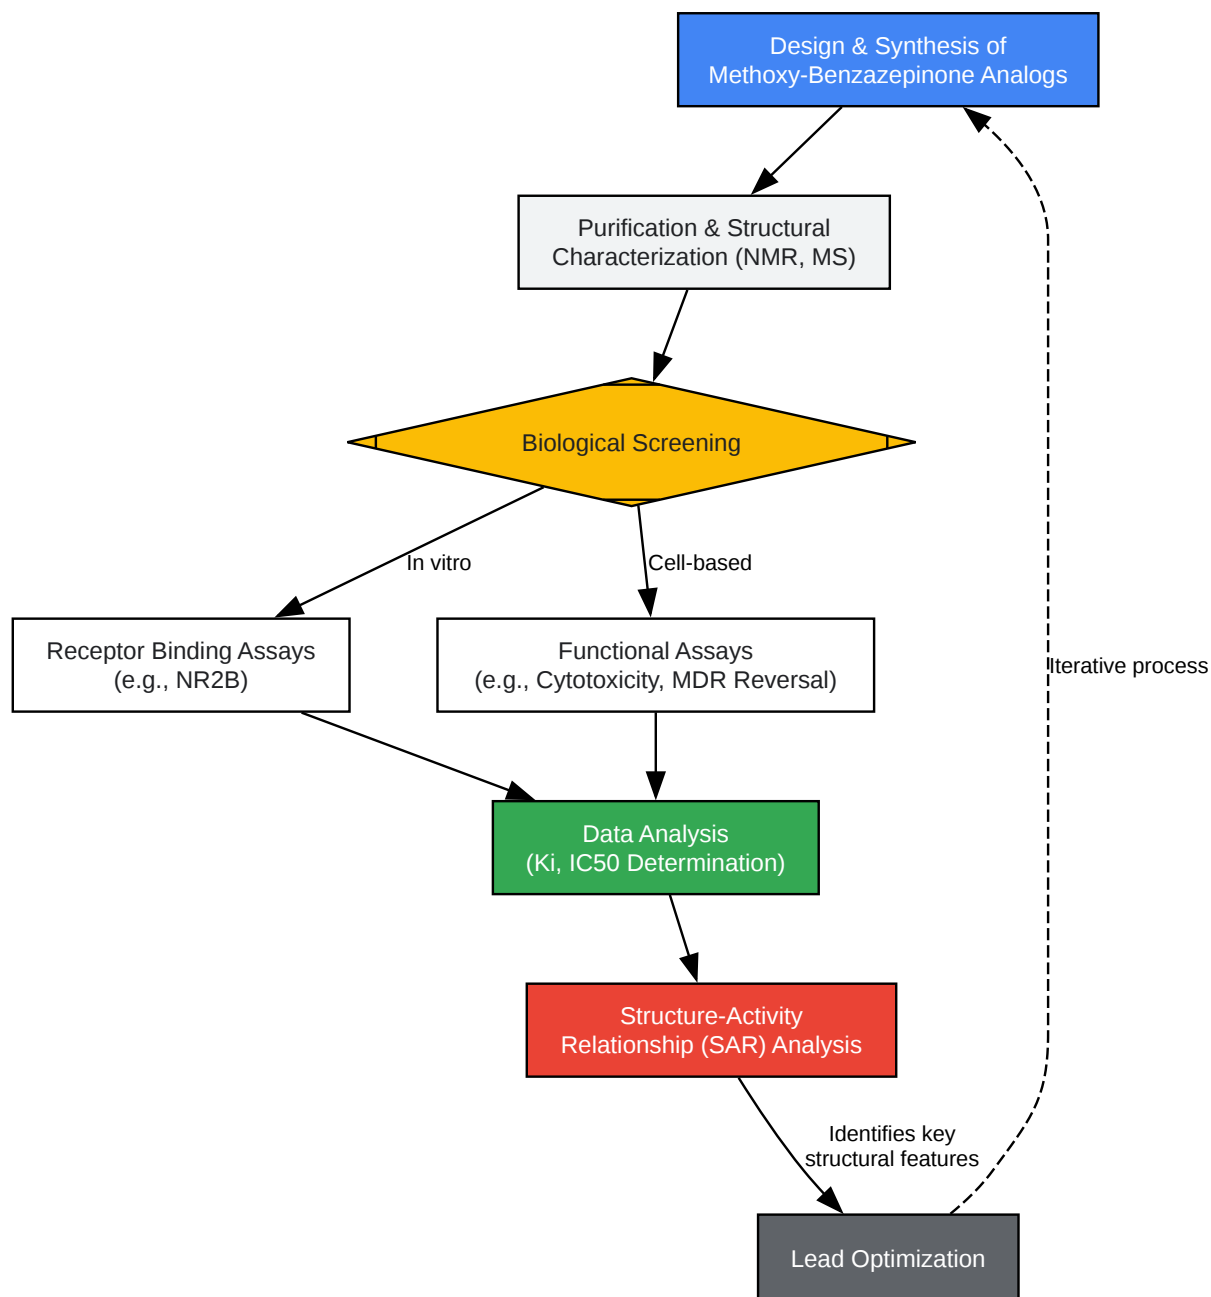 Design & Synthesis of
Methoxy-Benzazepinone Analogs
Purification & Structural
Characterization (NMR, MS)
Biological Screening
In vitro
Cell-based
Receptor Binding Assays
(e.g., NR2B)
Functional Assays
(e.g., Cytotoxicity, MDR Reversal)
Iterative process
Data Analysis
(Ki, IC50 Determination)
Structure-Activity
Relationship (SAR) Analysis
Identifies key
structural features
Lead Optimization